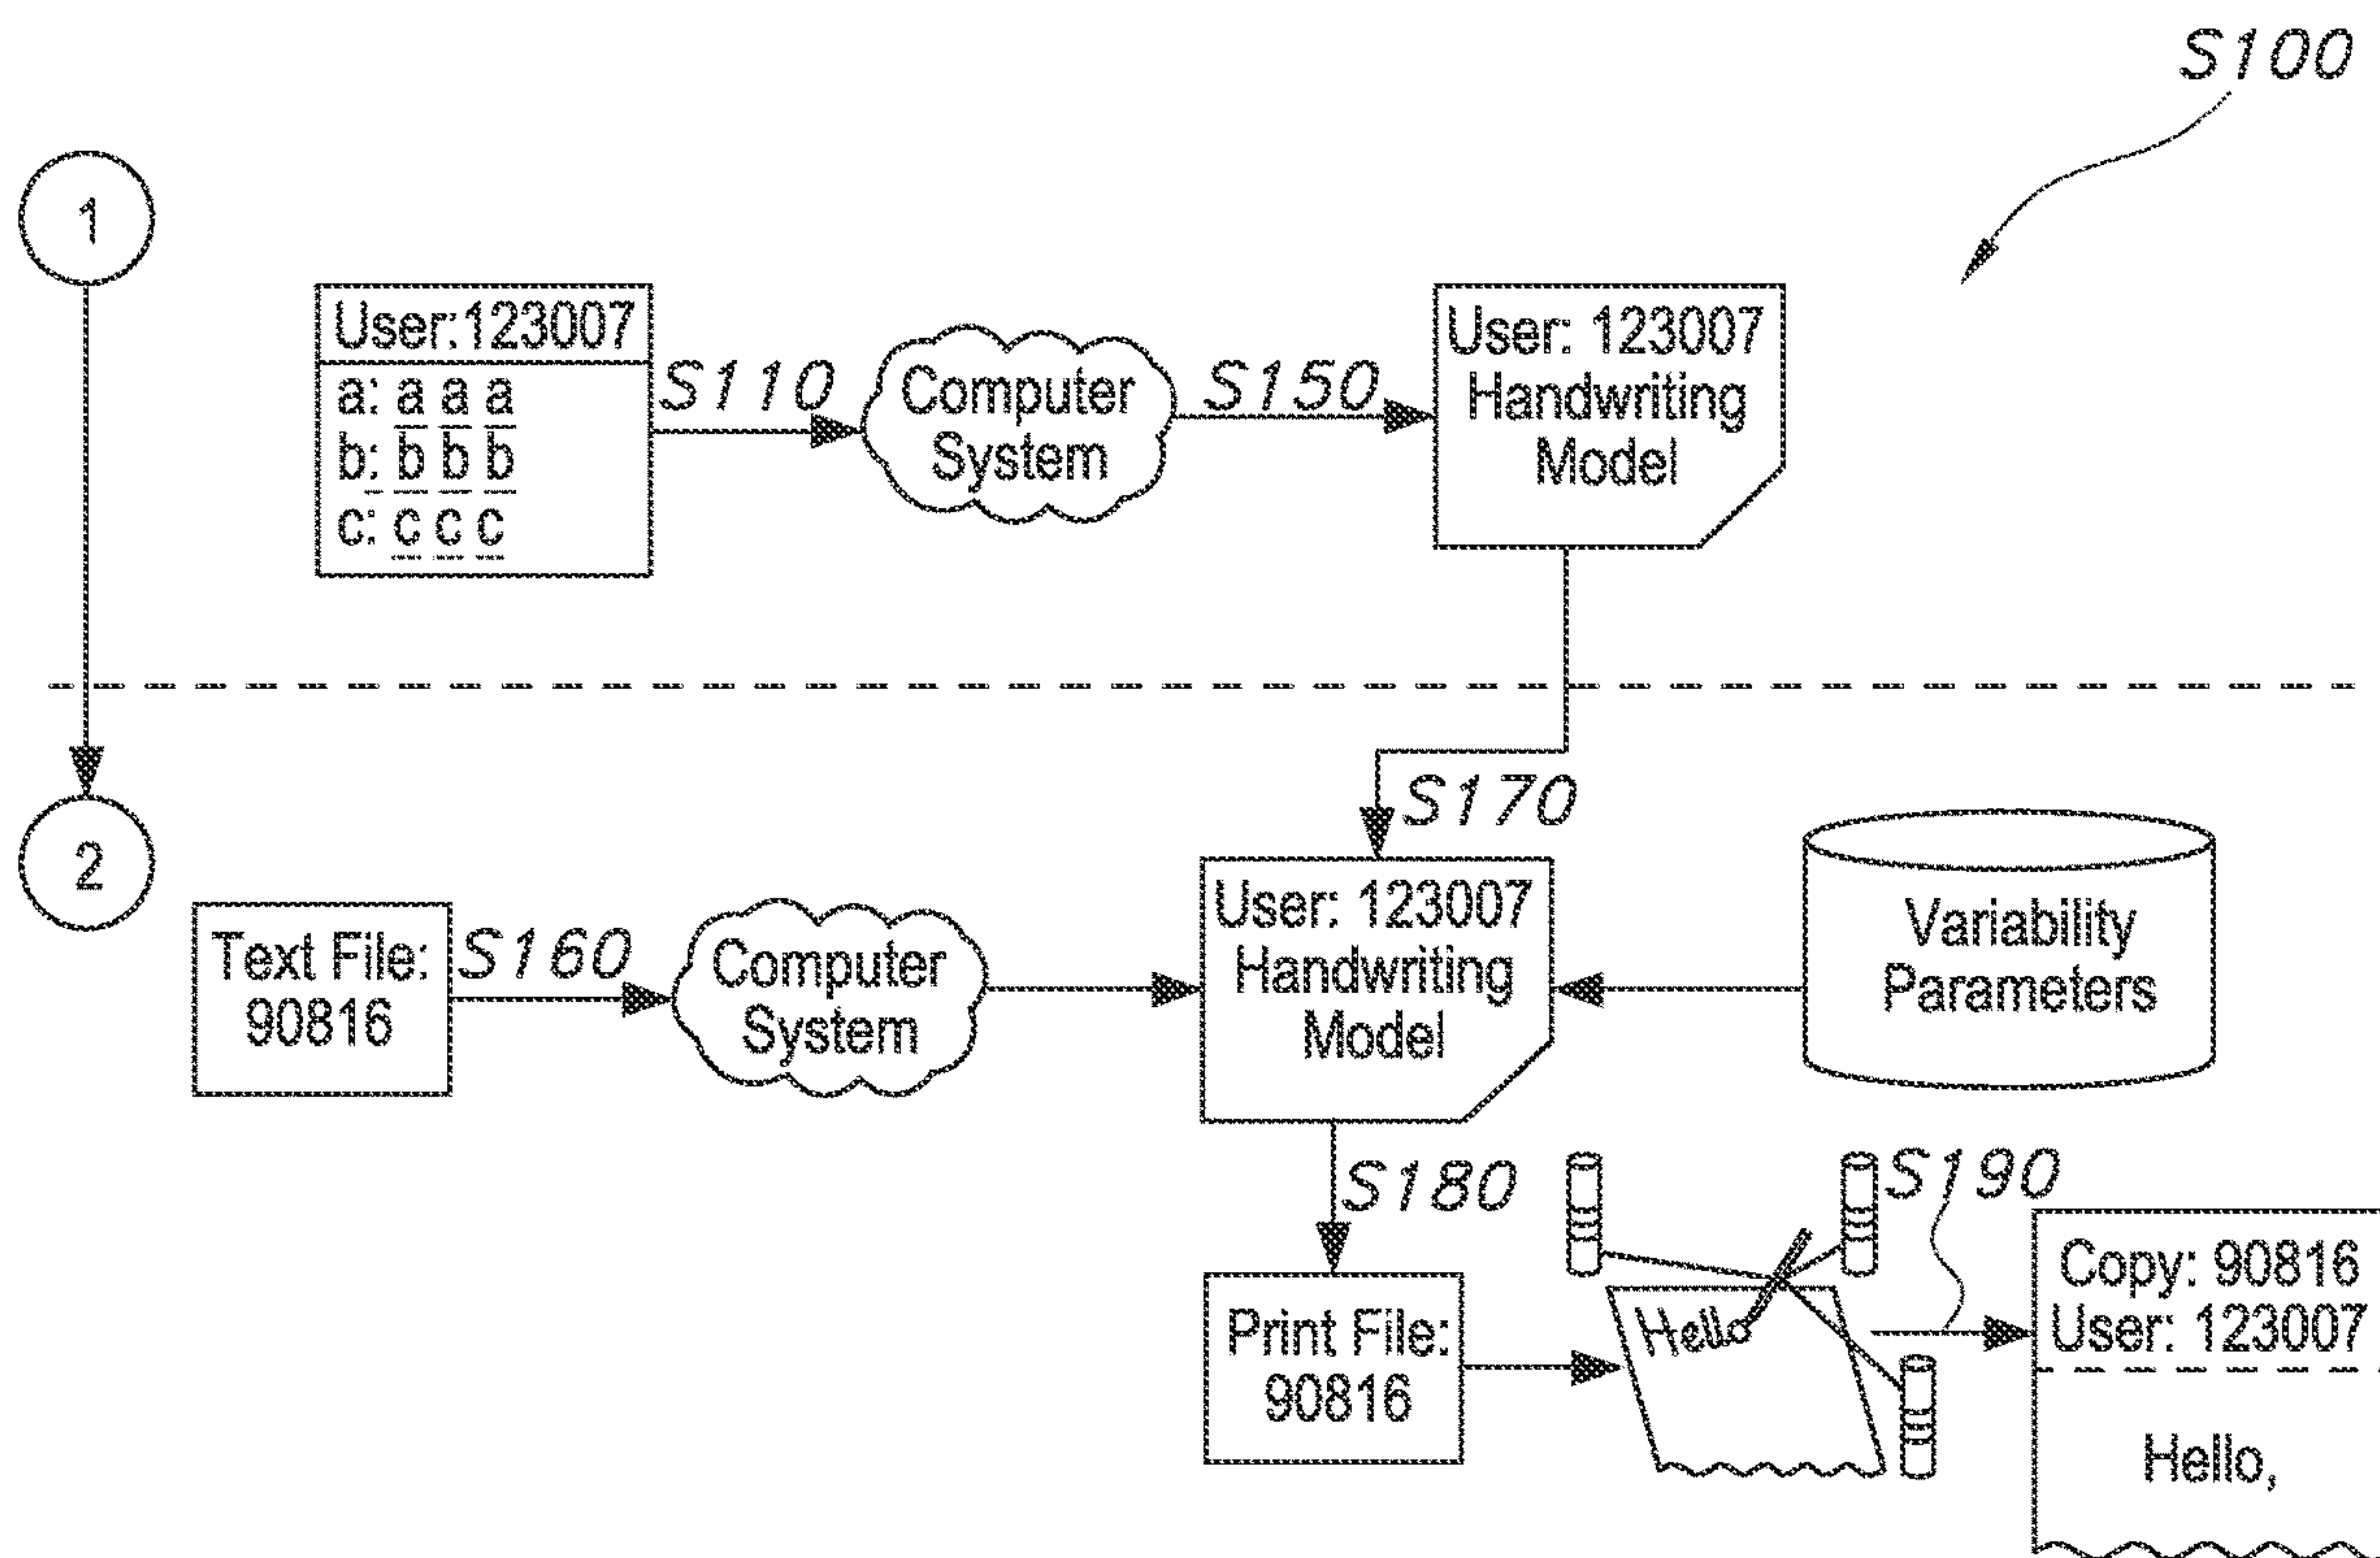 S100
1
User:123007
a: a a a
b: b b b
c: c c c
S110
Computer
System
S150
User: 123007
Handwriting
Model
2
S170
Text File:
90816
S160
Computer
System
User: 123007
Handwriting
Model
Variability
Parameters
S180
S190
Print File:
90816
Hello
Copy: 90816
User: 123007
Hello,